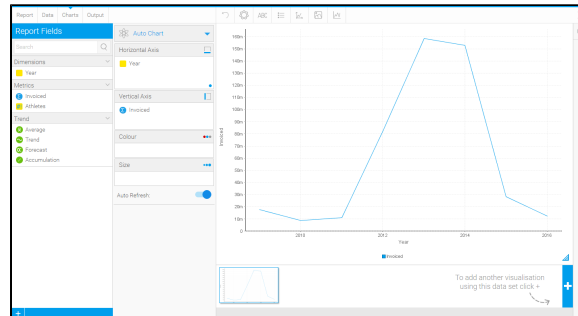 Report Data Charts Output
Report Fields
Search
Dimensions
Year
Metrics
Invoiced
Athletes
Trend
Average
Trend
Forecast
Accumulation
Auto Chart
Horizontal Axis
Year
Vertical Axis
Invoiced
Colour
Size
Auto Refresh
ABC
160m
150m
140m
130m
120m
110m
100m
90m
80m
70m
60m
50m
40m
30m
20m
10m
0m
Invoiced
2010 2012 2014 2016
Year
Invoiced
To add another visualisation
using this data set click +